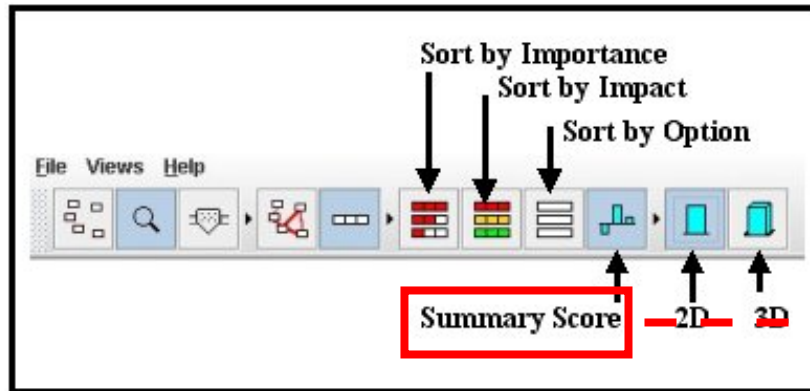 Sort by Importance
Sort by Impact
Sort by Option
File Views Help
Summary Score 2D 3D